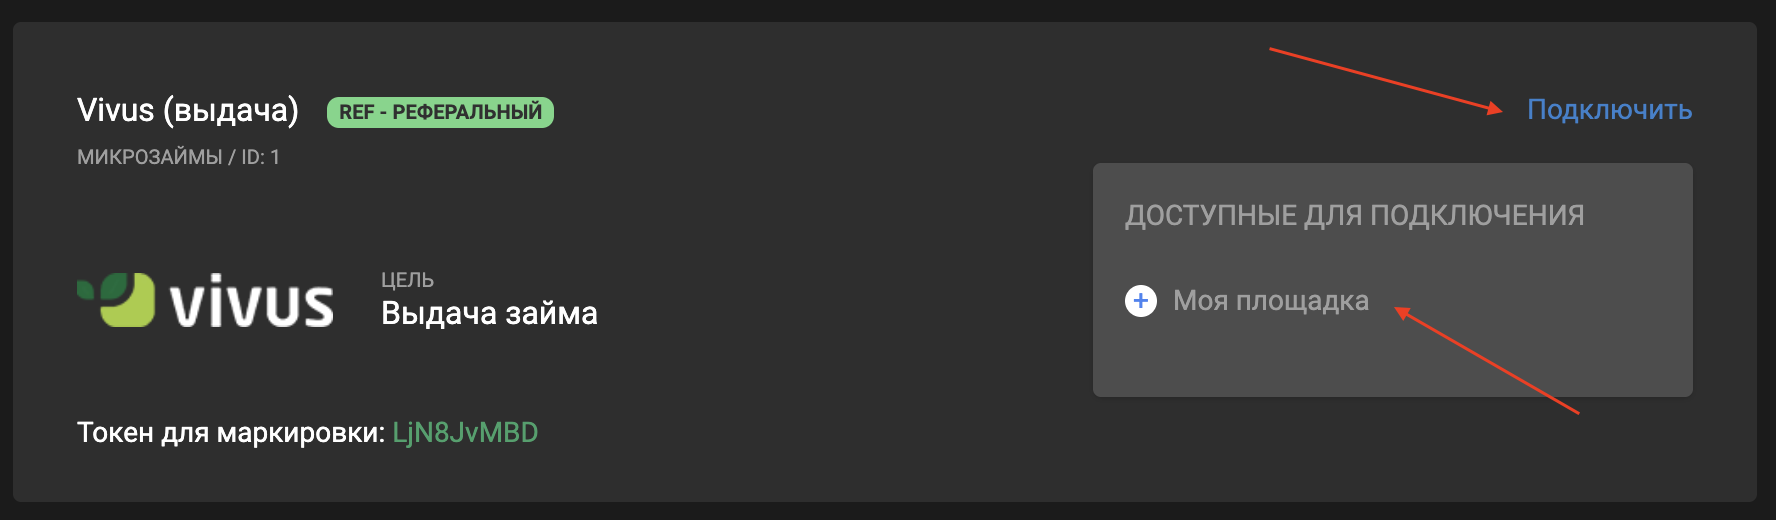 Vivus (выдача)
REF - РЕФЕРАЛЬНЫЙ
Подключить
МИКРОЗАЙМЫ / ID: 1
ДОСТУПНЫЕ ДЛЯ ПОДКЛЮЧЕНИЯ
+ Моя площадка
vivus
ЦЕЛЬ
Выдача займа
Токен для маркировки: LjN8JvMBD